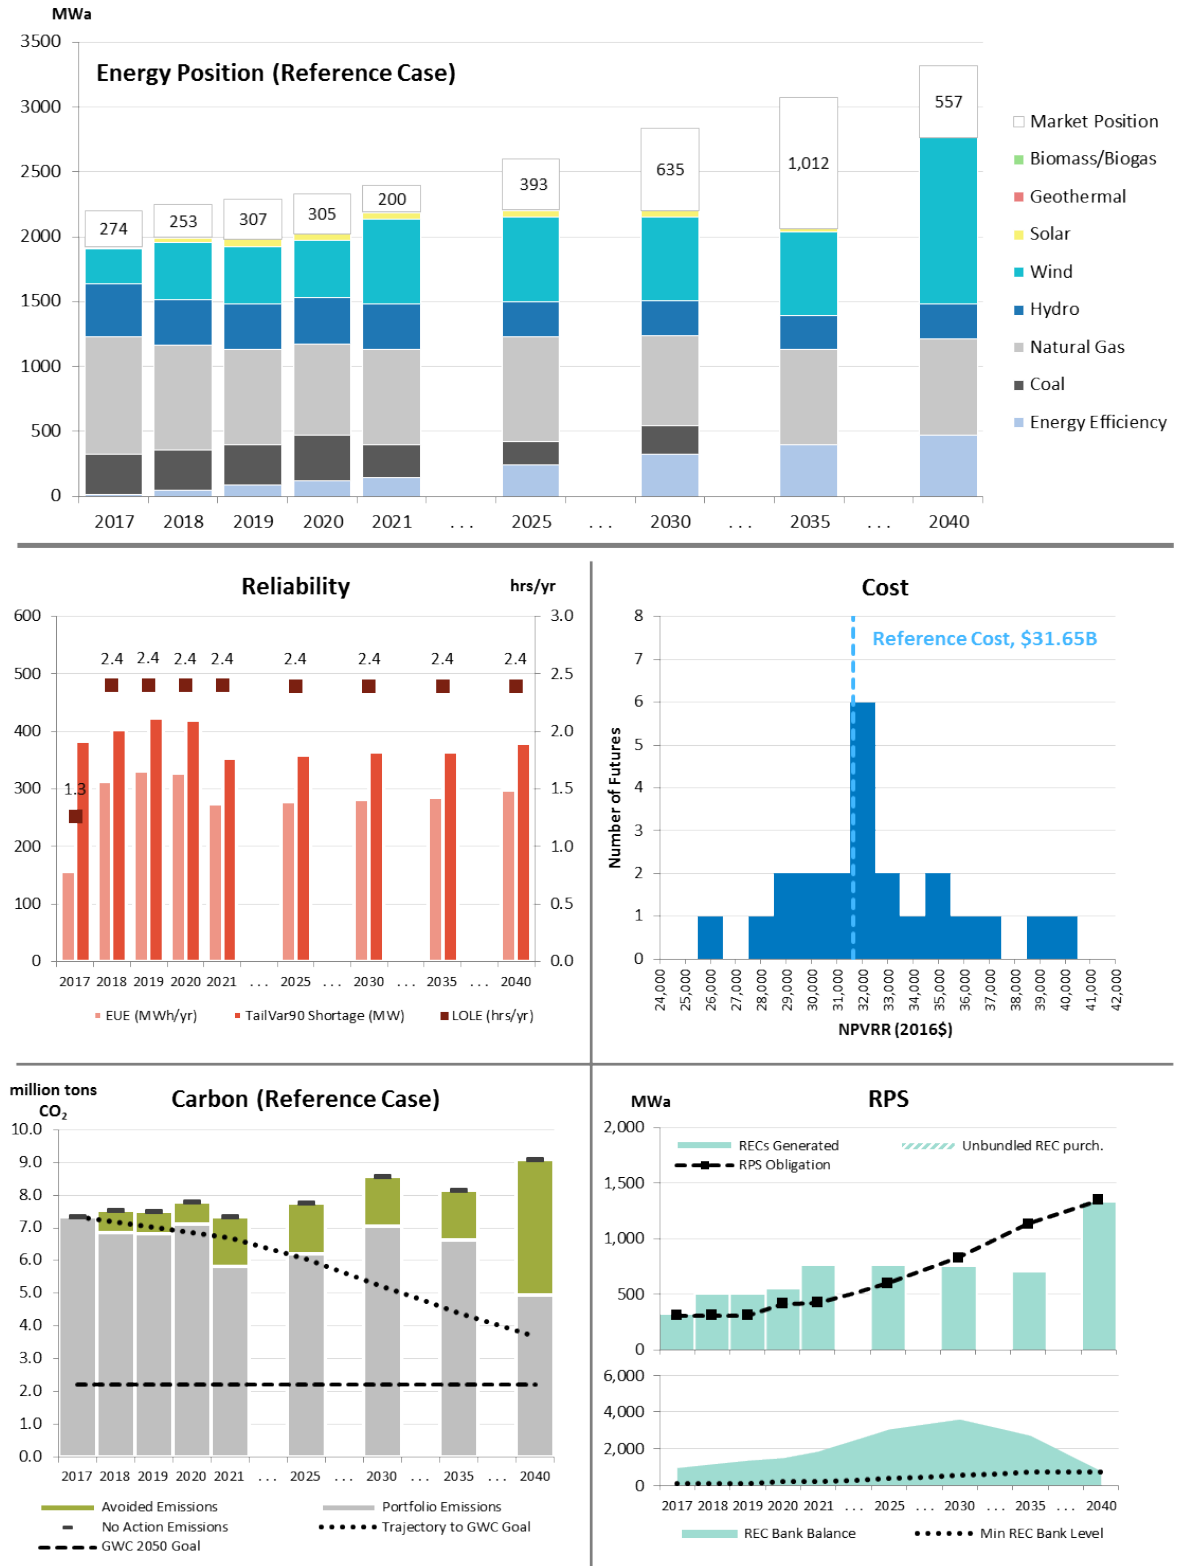 MWa
Energy Position (Reference Case)
3500
3000
2500
2000
1500
1000
500
0
274
253
307
305
200
393
635
1,012
557
2017 2018 2019 2020 2021 ... 2025 ... 2030 ... 2035 ... 2040
Market Position
Biomass/Biogas
Geothermal
Solar
Wind
Hydro
Natural Gas
Coal
Energy Efficiency
Reliability
hrs/yr
600
500
400
300
200
100
0
3.0
2.5
2.0
1.5
1.0
0.5
0.0
1.3
2.4 2.4 2.4 2.4 2.4 2.4 2.4 2.4
2017 2018 2019 2020 2021 ... 2025 ... 2030 ... 2035 ... 2040
EUE (MWh/yr) TailVar90 Shortage (MW) LOLE (hrs/yr)
Cost
Reference Cost, $31.65B
Number of Futures
8
7
6
5
4
3
2
1
0
24,000 25,000 26,000 27,000 28,000 29,000 30,000 31,000 32,000 33,000 34,000 35,000 36,000 37,000 38,000 39,000 40,000 41,000 42,000
NPVRR (2016$)
million tons
CO₂
Carbon (Reference Case)
10.0
9.0
8.0
7.0
6.0
5.0
4.0
3.0
2.0
1.0
0.0
2017 2018 2019 2020 2021 ... 2025 ... 2030 ... 2035 ... 2040
Avoided Emissions Portfolio Emissions
No Action Emissions Trajectory to GWC Goal
GWC 2050 Goal
MWa
RPS
2,000
1,500
1,000
500
0
RECs Generated Unbundled REC purch.
RPS Obligation
6,000
4,000
2,000
0
2017 2018 2019 2020 2021 ... 2025 ... 2030 ... 2035 ... 2040
REC Bank Balance Min REC Bank Level